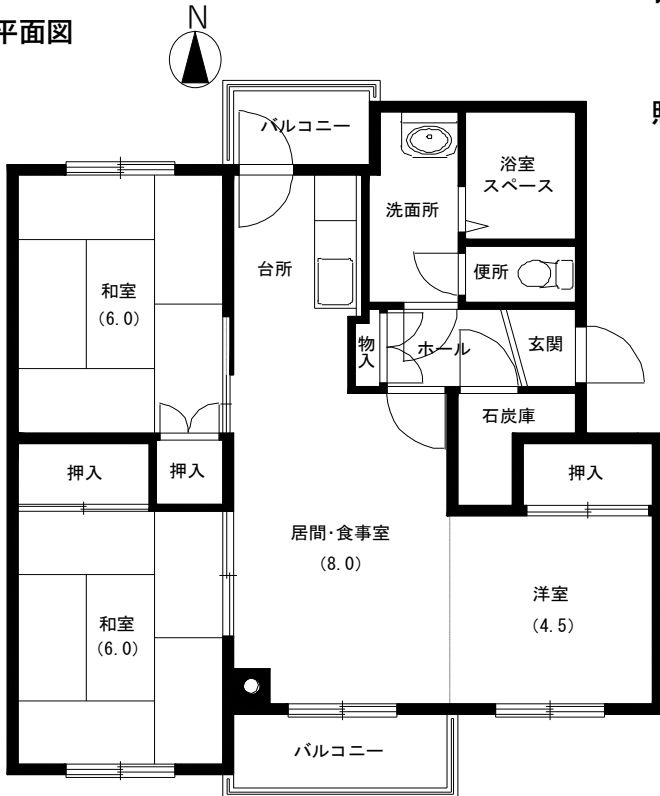 平面図
N
バルコニー
浴室
スペース
洗面所
台所
便所
和室
(6.0)
物入
ホール
玄関
石炭庫
押入
押入
押入
居間・食事室
(8.0)
洋室
(4.5)
和室
(6.0)
バルコニー